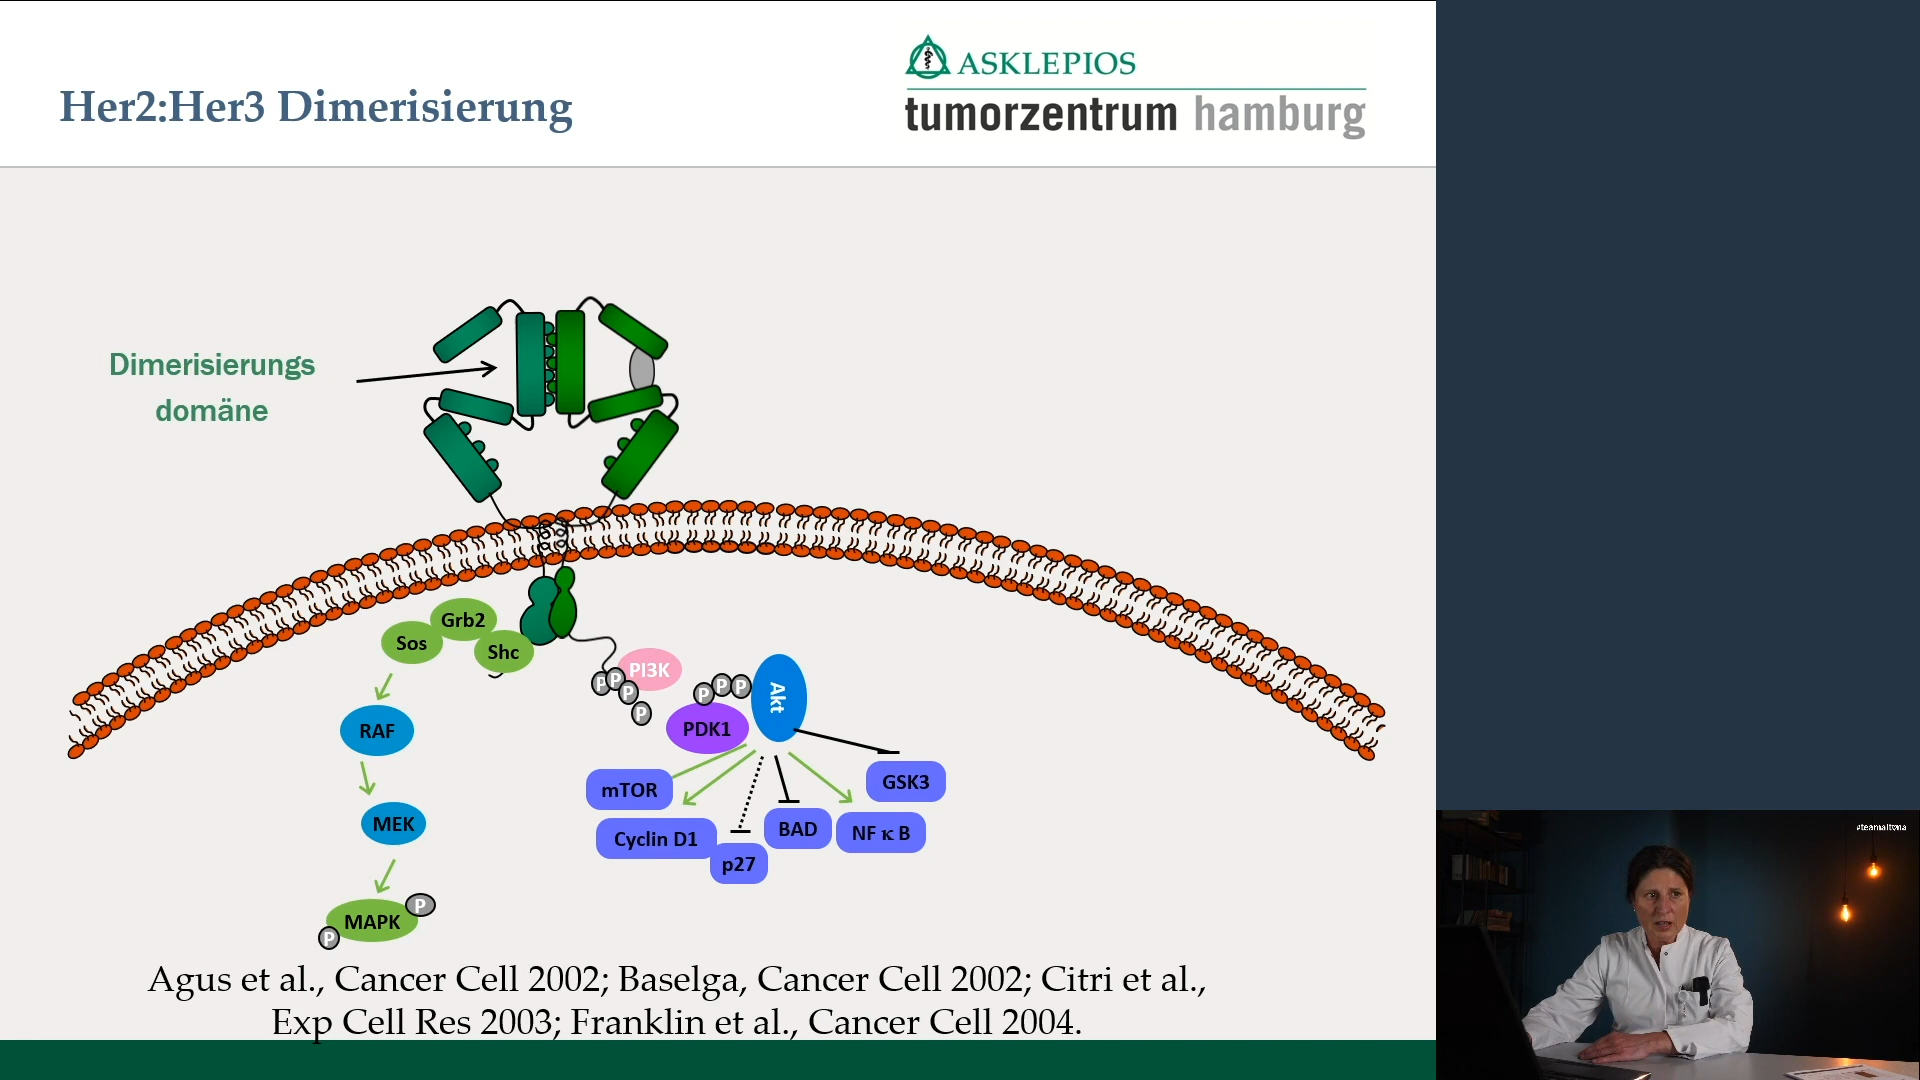 ASKLEPIOS
tumorzentrum hamburg
Her2:Her3 Dimerisierung
Dimerisierungs
domäne
Grb2
Sos
Shc
PI3K
P P P P
P P P
Akt
RAF
PDK1
mTOR
GSK3
MEK
Cyclin D1
BAD
NF κ B
p27
P
MAPK
P
Agus et al., Cancer Cell 2002; Baselga, Cancer Cell 2002; Citri et al.,
Exp Cell Res 2003; Franklin et al., Cancer Cell 2004.
#teamaltona